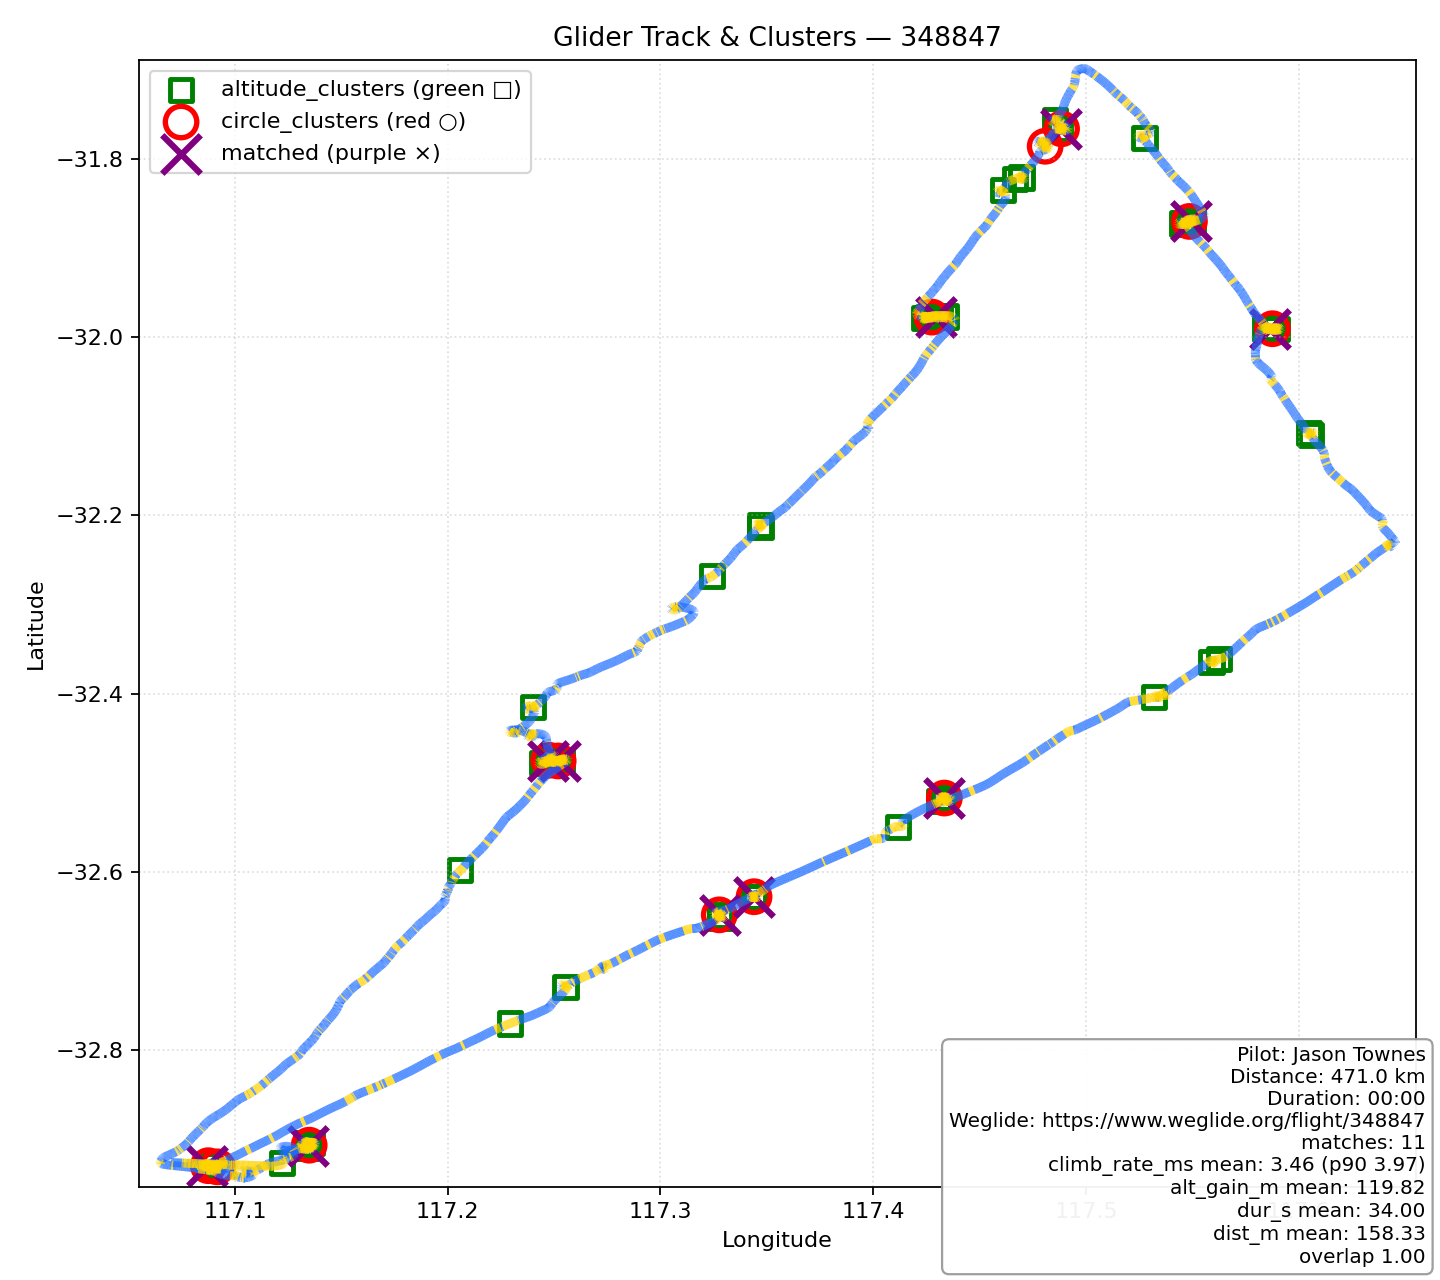 Glider Track & Clusters — 348847
altitude_clusters (green □)
circle_clusters (red ○)
matched (purple ×)
−31.8
−32.0
−32.2
−32.4
−32.6
−32.8
Latitude
117.1
117.2
117.3
117.4
117.5
Longitude
Pilot: Jason Townes
Distance: 471.0 km
Duration: 00:00
Weglide: https://www.weglide.org/flight/348847
matches: 11
climb_rate_ms mean: 3.46 (p90 3.97)
alt_gain_m mean: 119.82
dur_s mean: 34.00
dist_m mean: 158.33
overlap 1.00